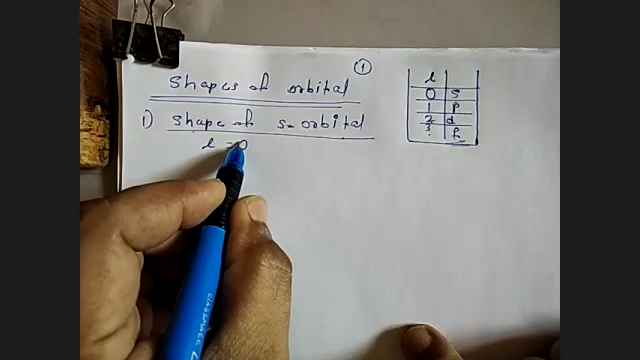 ①
Shapes of orbital
1) Shape of s-orbital
l = 0
l
0 s
1 p
2 d
3 f